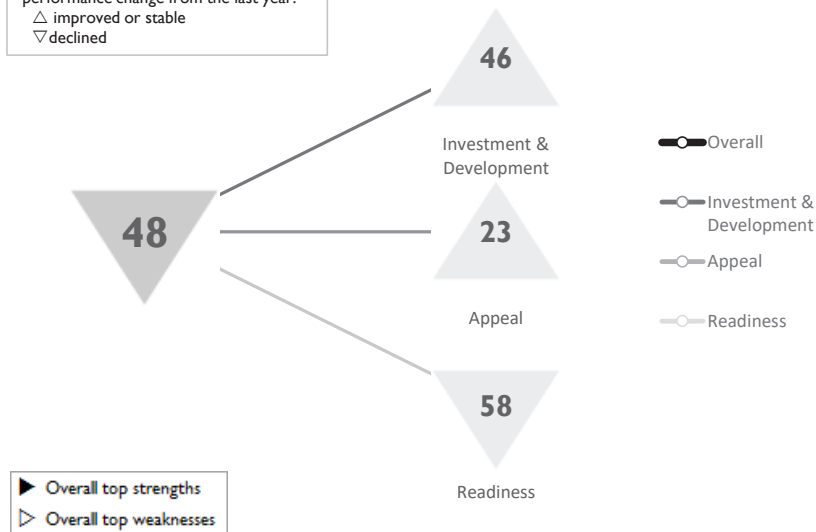 performance change from the last year:
△ improved or stable
▽ declined
46
Investment &
Development
48
23
Appeal
58
Readiness
Overall
Investment &
Development
Appeal
Readiness
▶ Overall top strengths
▷ Overall top weaknesses